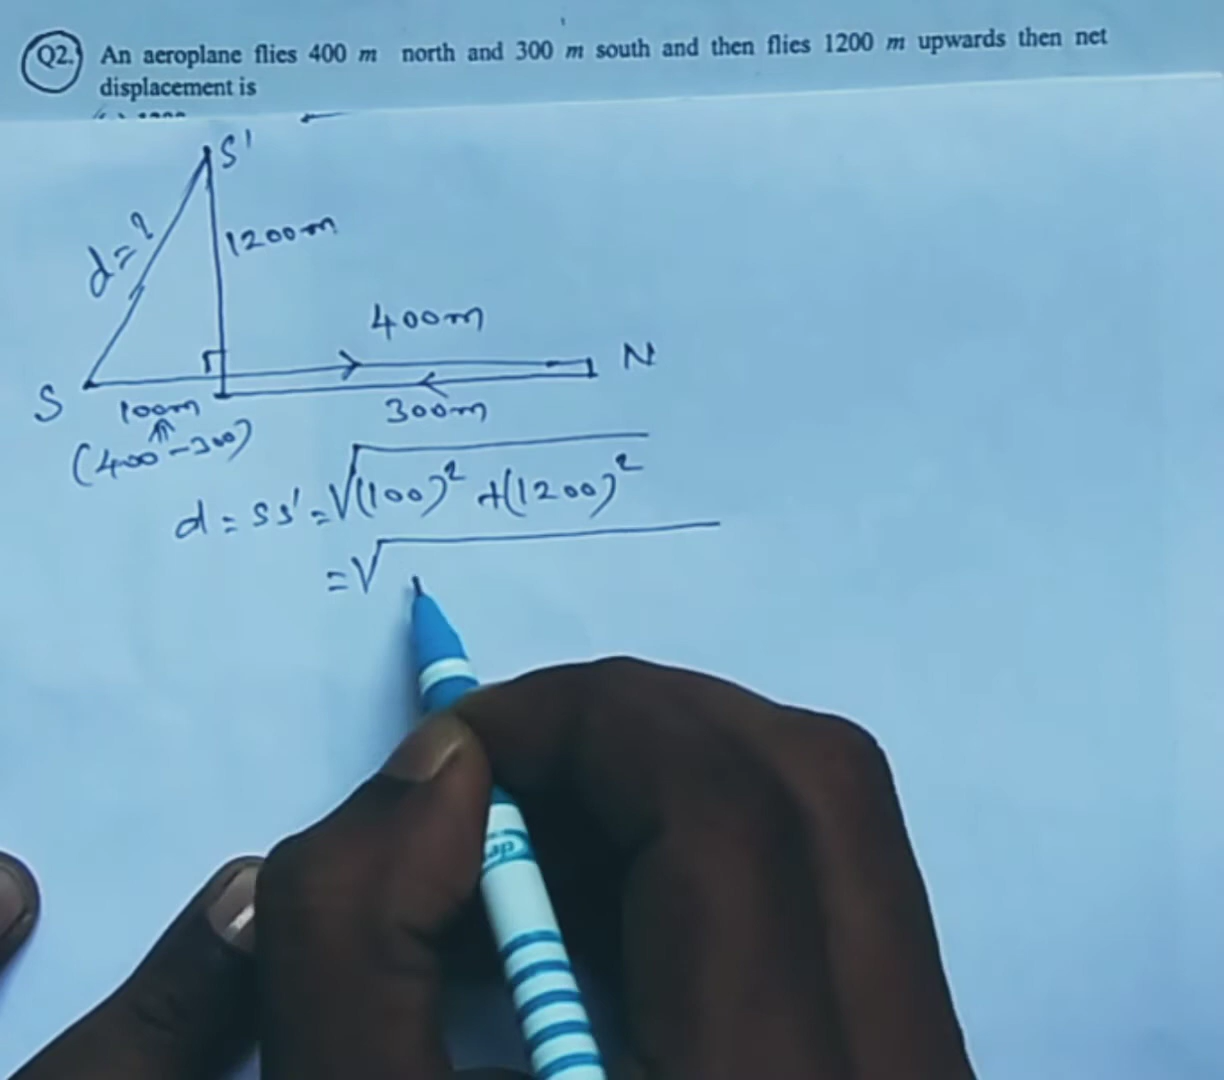 Q2. An aeroplane flies 400 m north and 300 m south and then flies 1200 m upwards then net
displacement is
S'
d=?
1200m
400m
N
S
100m
300m
⇑
(400-300)
d = SS' = √(100)² + (1200)²
= √